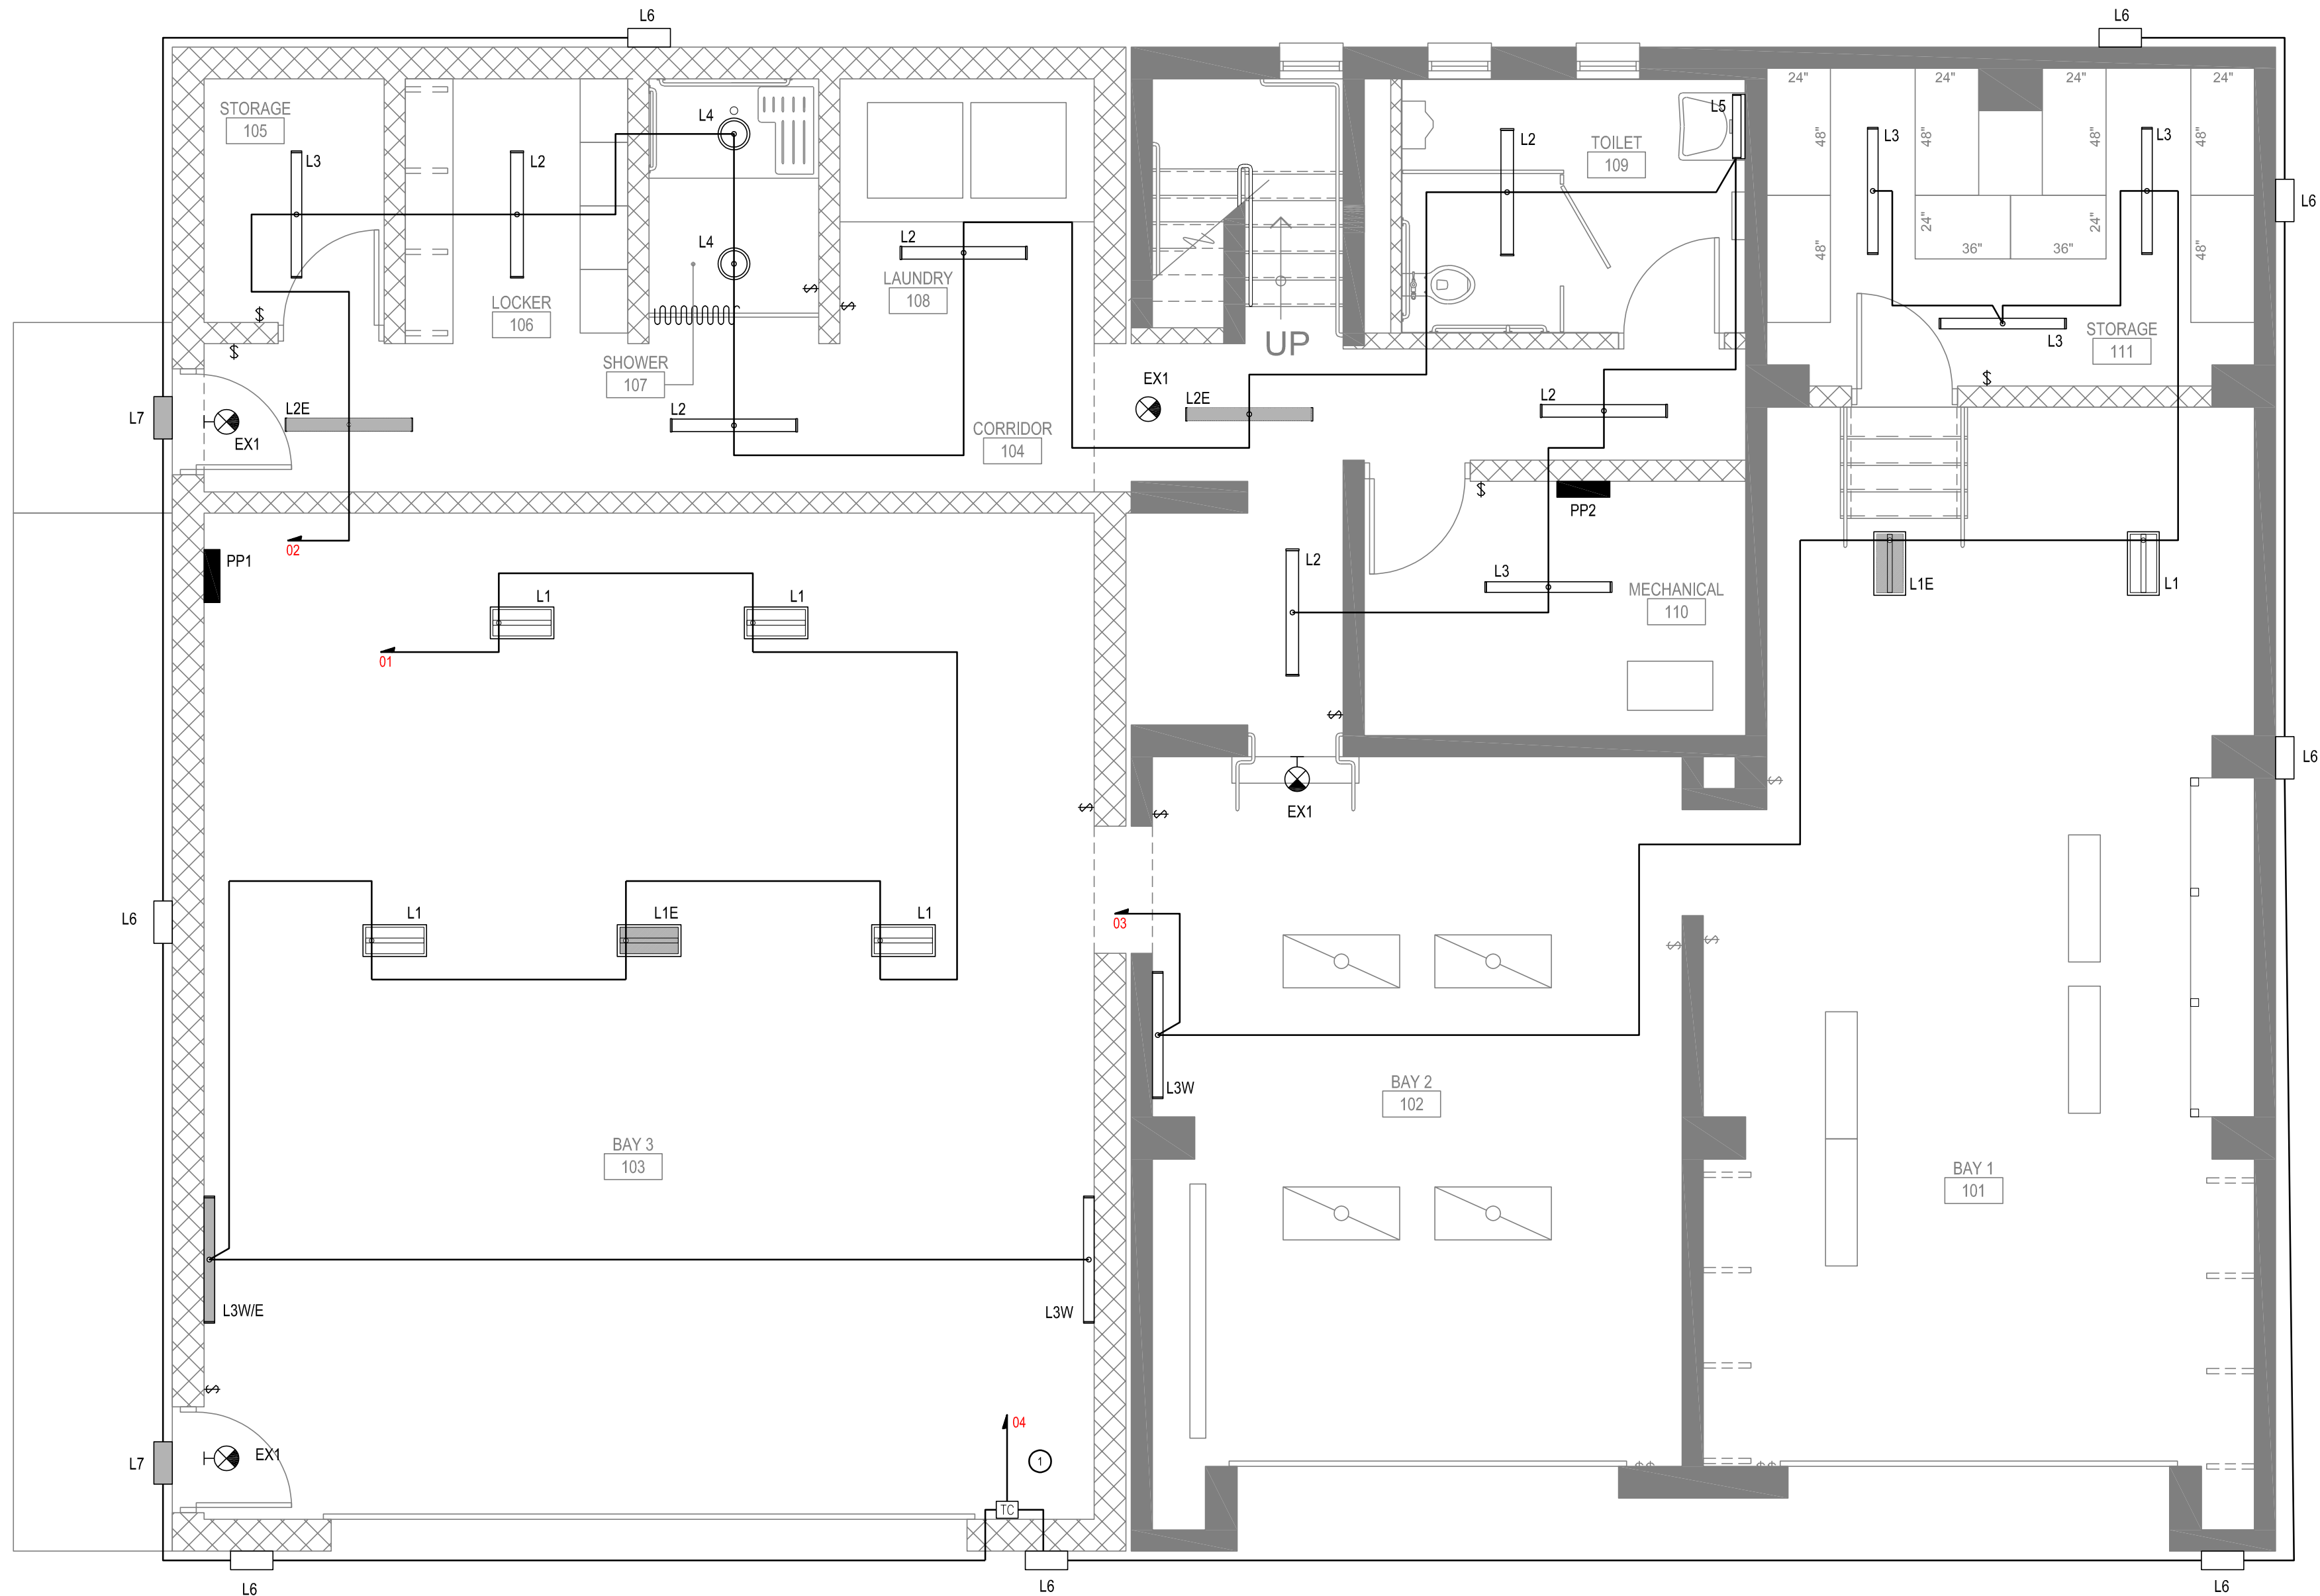 L6
L6
24"
24"
24"
24"
STORAGE
105
L4
L5
L3
L2
L2
TOILET
109
L3
L3
48"
48"
48"
48"
L6
L4
L2
24"
24"
48"
48"
36"
36"
LOCKER
106
LAUNDRY
108
UP
STORAGE
111
L3
SHOWER
107
EX1
L7
L2E
L2
L2E
L2
EX1
CORRIDOR
104
$
$
$
$
$
$
$
$
$
$
$
$
$
$
02
PP1
PP2
L2
L3
MECHANICAL
110
L1E
L1
L1
L1
01
L6
EX1
L6
L1
L1E
L1
03
L3W
BAY 2
102
BAY 3
103
BAY 1
101
L3W/E
L3W
04
1
EX1
L7
TC
L6
L6
L6